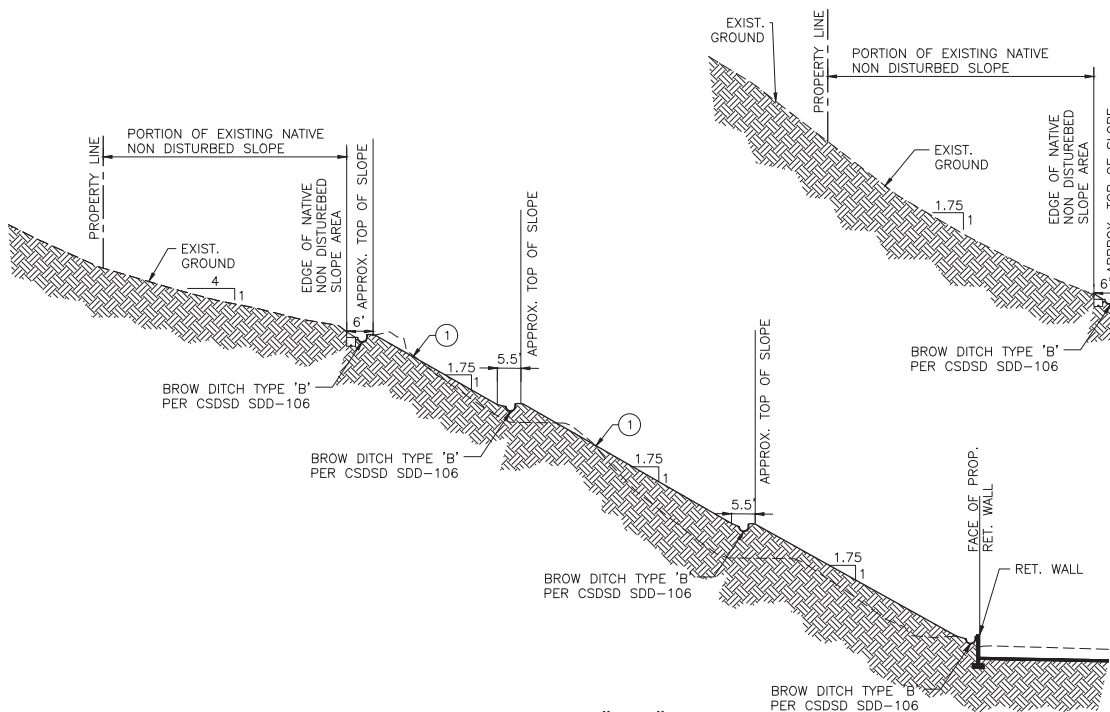 EXIST.
GROUND
PROPERTY LINE
PORTION OF EXISTING NATIVE
NON DISTURBED SLOPE
EXIST.
GROUND
1.75
1
EDGE OF NATIVE
NON DISTUREBED
SLOPE AREA
APPROX. TOP OF SLOPE
6'
BROW DITCH TYPE 'B'
PER CSDSD SDD-106
PROPERTY LINE
PORTION OF EXISTING NATIVE
NON DISTURBED SLOPE
EXIST.
GROUND
4
1
EDGE OF NATIVE
NON DISTUREBED
SLOPE AREA
APPROX. TOP OF SLOPE
6'
BROW DITCH TYPE 'B'
PER CSDSD SDD-106
1
1.75
1
5.5'
APPROX. TOP OF SLOPE
BROW DITCH TYPE 'B'
PER CSDSD SDD-106
1
1.75
1
5.5'
APPROX. TOP OF SLOPE
BROW DITCH TYPE 'B'
PER CSDSD SDD-106
1.75
1
FACE OF PROP.
RET. WALL
RET. WALL
BROW DITCH TYPE 'B'
PER CSDSD SDD-106